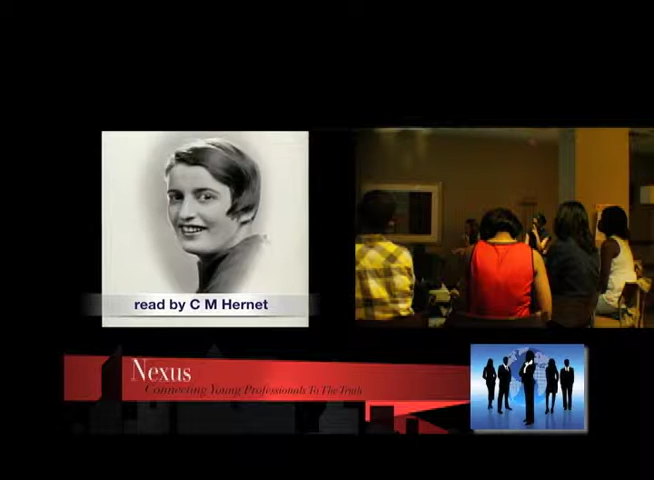 read by C M Hernet
Nexus
Connecting Young Professionals To The Truth